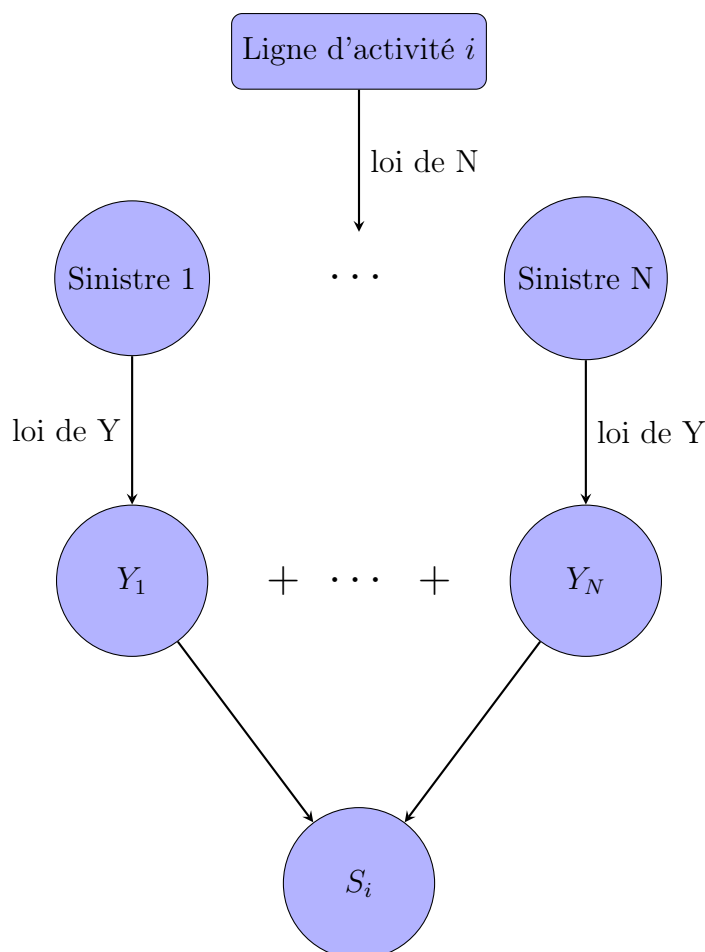 Ligne d'activité i
loi de N
Sinistre 1 ... Sinistre N
loi de Y loi de Y
Y₁ + ... + Y_N
S_i